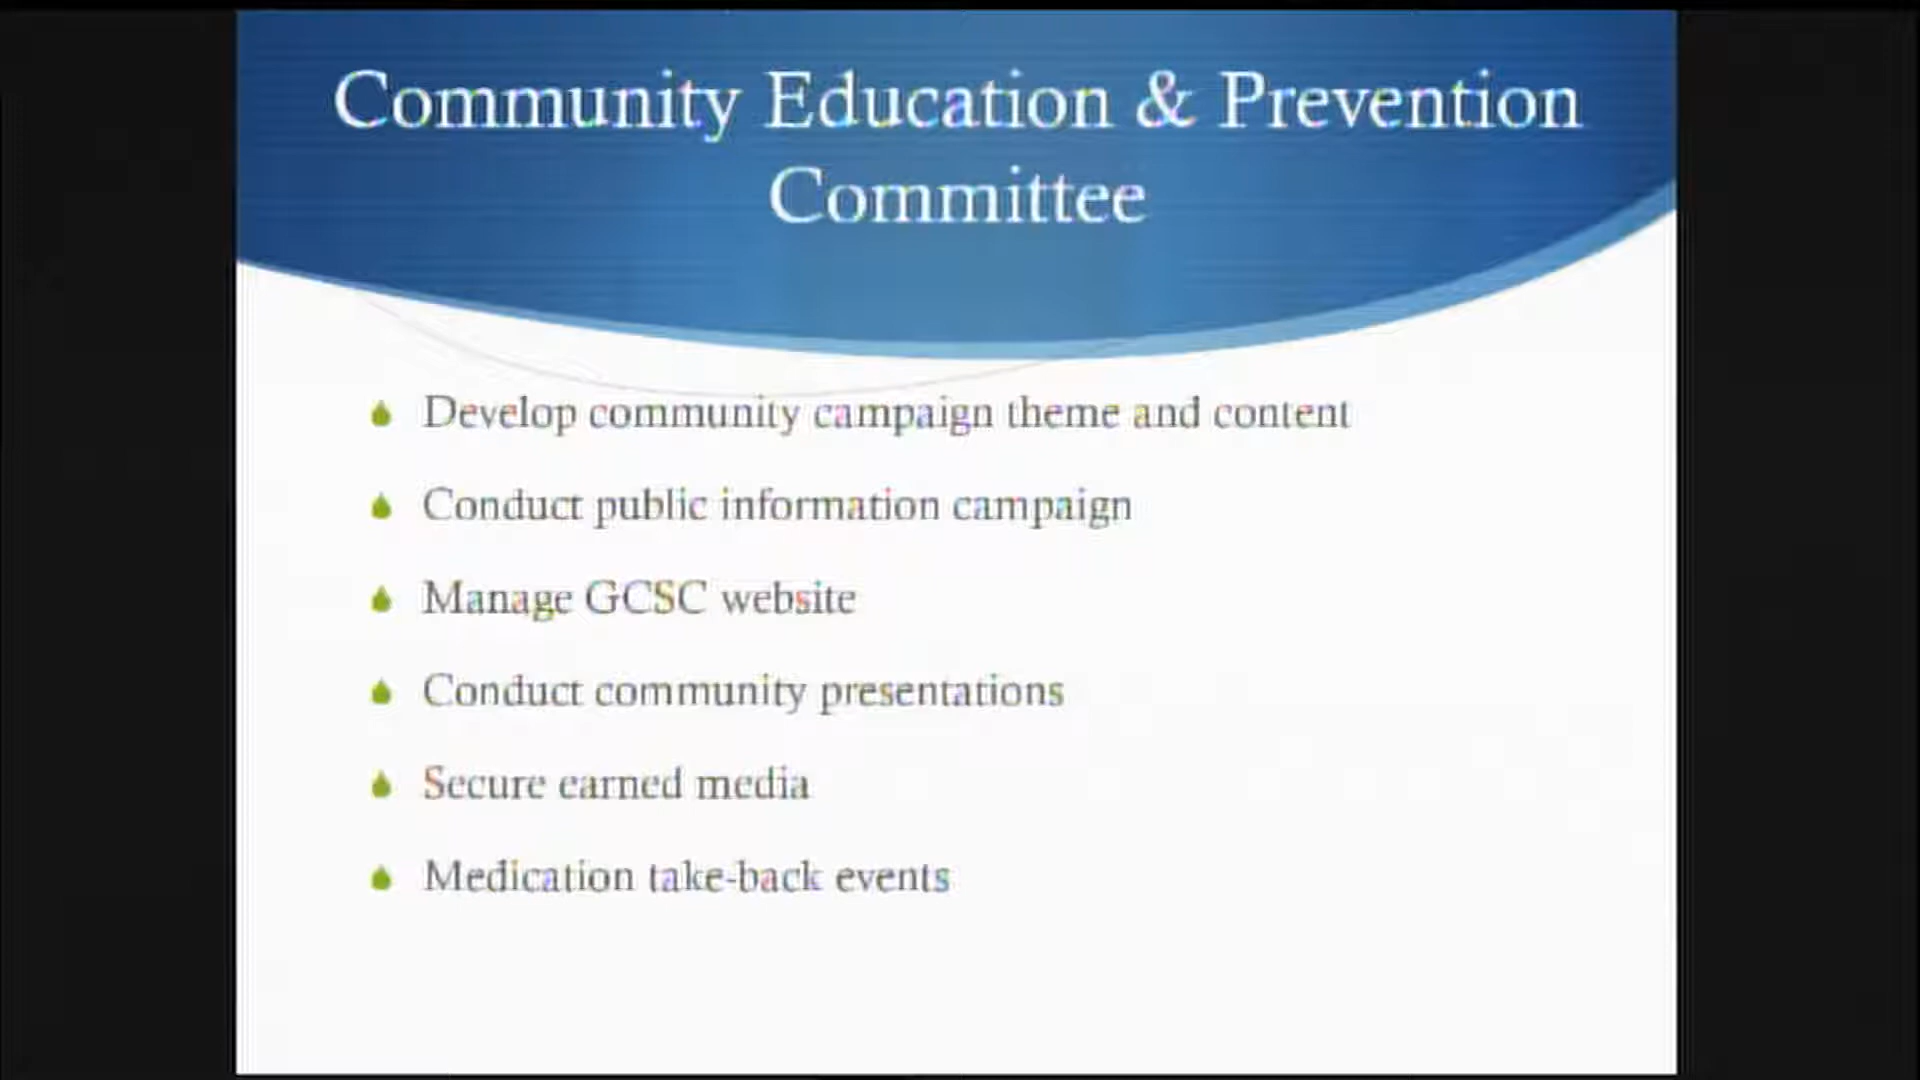 Community Education & Prevention
Committee
Develop community campaign theme and content
Conduct public information campaign
Manage GCSC website
Conduct community presentations
Secure earned media
Medication take-back events